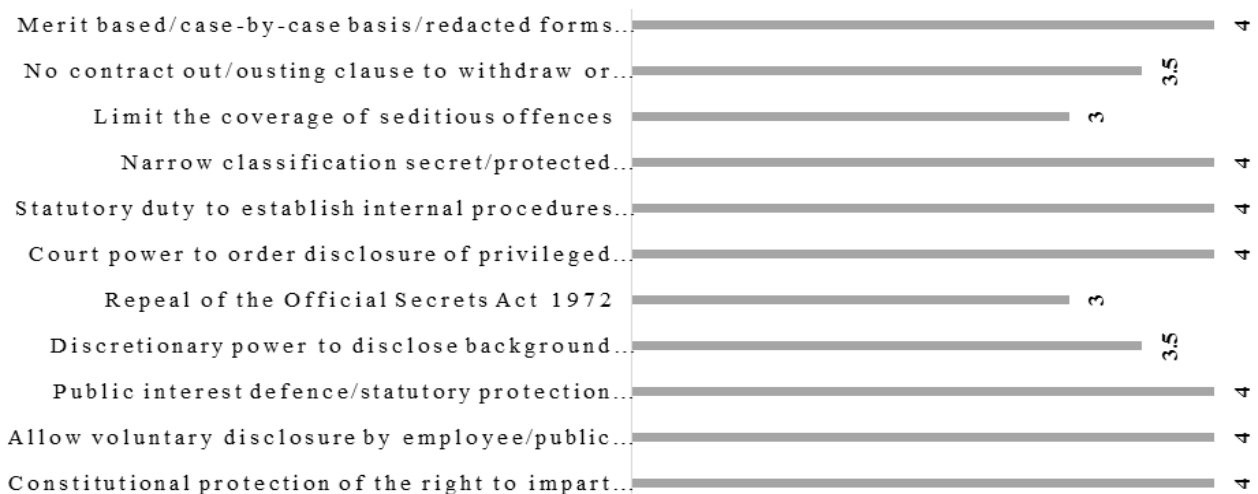 Merit based/case-by-case basis/redacted forms... 4
No contract out/ousting clause to withdraw or... 3.5
Limit the coverage of seditious offences 3
Narrow classification secret/protected... 4
Statutory duty to establish internal procedures... 4
Court power to order disclosure of privileged... 4
Repeal of the Official Secrets Act 1972 3
Discretionary power to disclose background... 3.5
Public interest defence/statutory protection... 4
Allow voluntary disclosure by employee/public... 4
Constitutional protection of the right to impart... 4